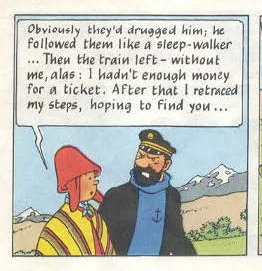 Obviously they'd drugged him; he
followed them like a sleep-walker
... Then the train left - without
me, alas: I hadn't enough money
for a ticket. After that I retraced
my steps, hoping to find you ...